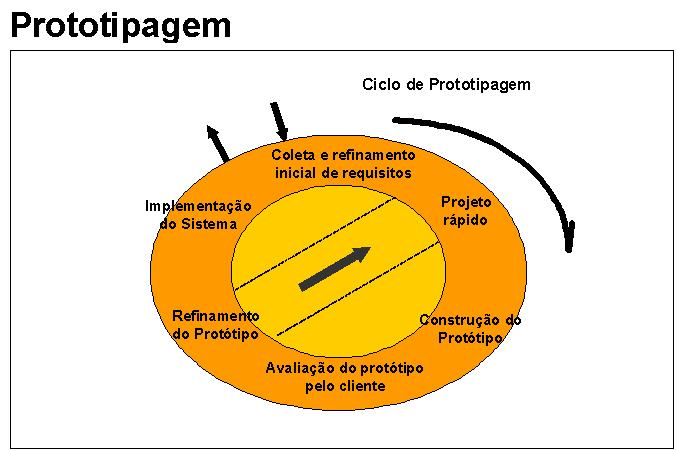 Prototipagem
Ciclo de Prototipagem
Coleta e refinamento
inicial de requisitos
Projeto
rápido
Construção do
Protótipo
Avaliação do protótipo
pelo cliente
Refinamento
do Protótipo
Implementação
do Sistema